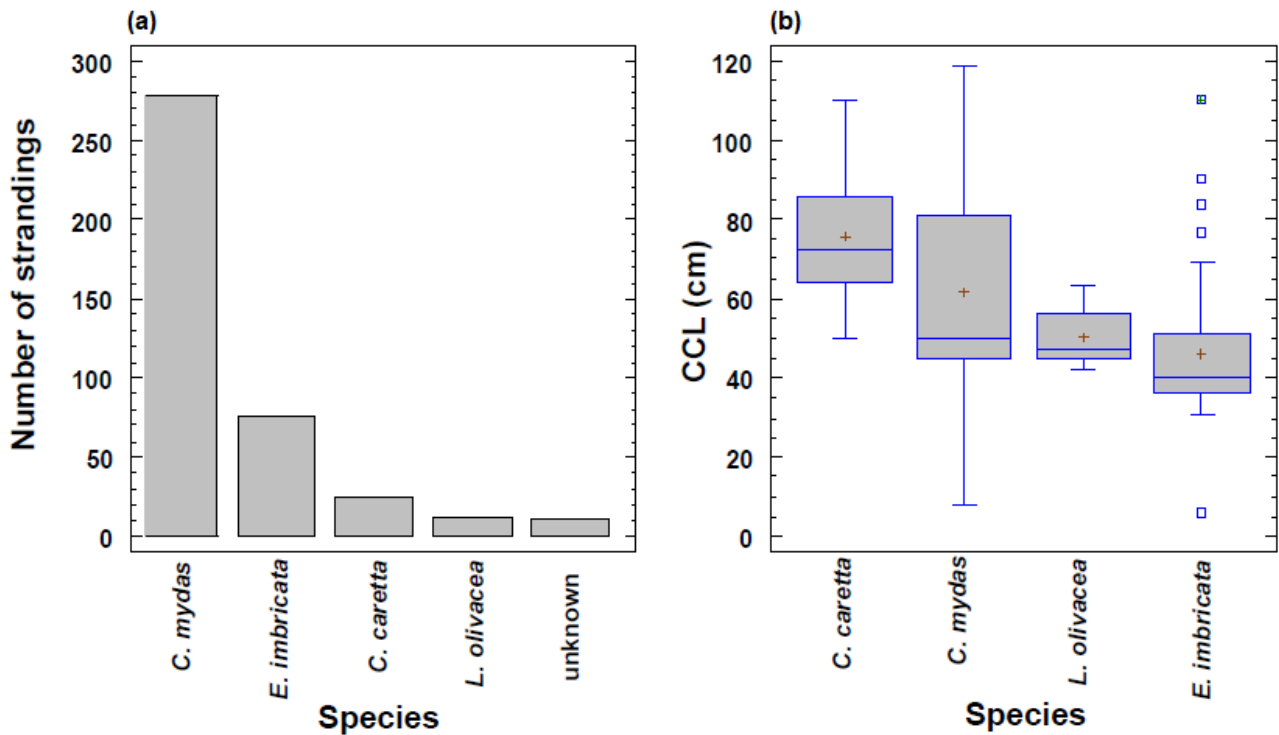 (a)
Number of strandings
300
250
200
150
100
50
0
C. mydas
E. imbricata
C. caretta
L. olivacea
unknown
Species
(b)
CCL (cm)
120
100
80
60
40
20
0
C. caretta
C. mydas
L. olivacea
E. imbricata
Species